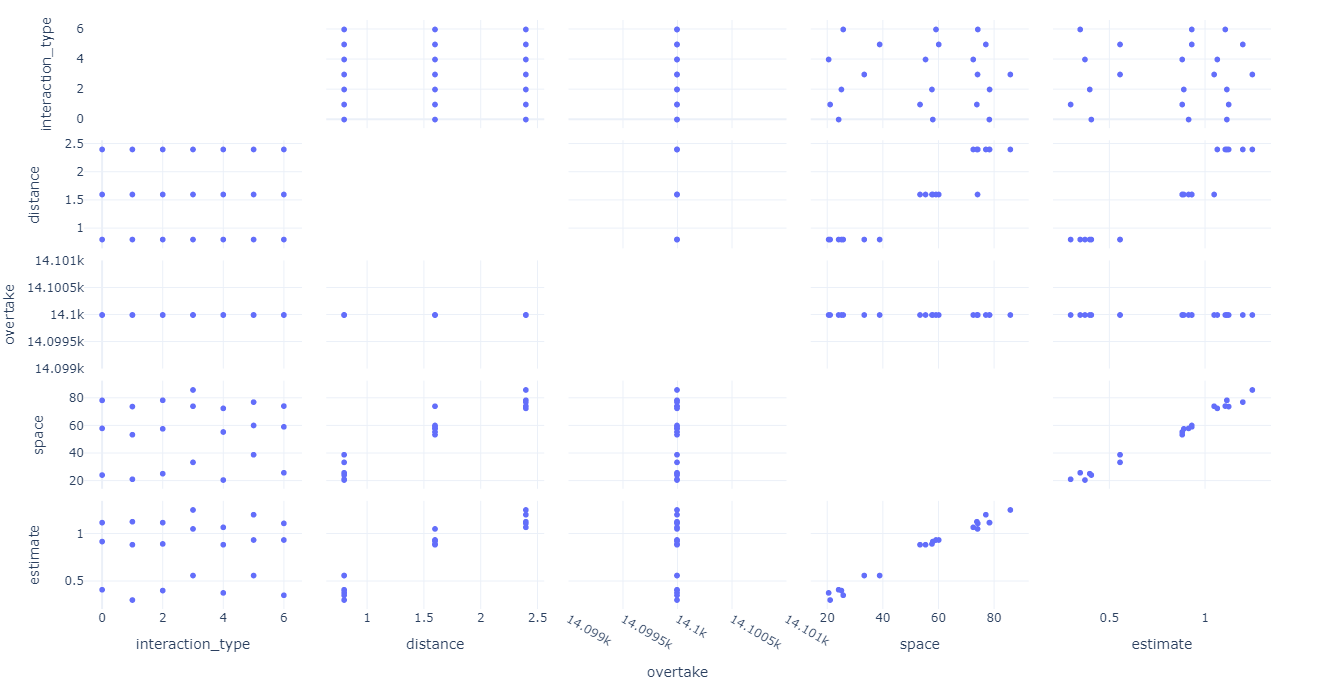 interaction_type
6
4
2
0
distance
2.5
2
1.5
1
overtake
14.101k
14.1005k
14.1k
14.0995k
14.099k
space
80
60
40
20
estimate
1
0.5
0 2 4 6
1 1.5 2 2.5
14.099k 14.0995k 14.1k 14.1005k 14.101k
20 40 60 80
0.5 1
interaction_type distance overtake space estimate